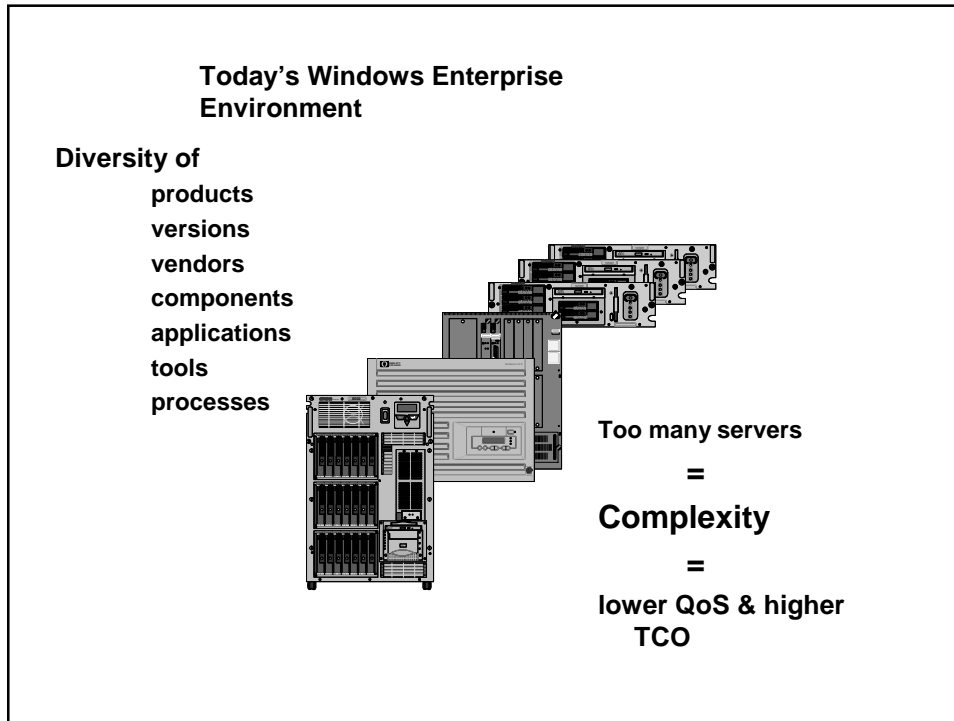 Today's Windows Enterprise
Environment
Diversity of
products
versions
vendors
components
applications
tools
processes
Too many servers
=
Complexity
=
lower QoS & higher
TCO